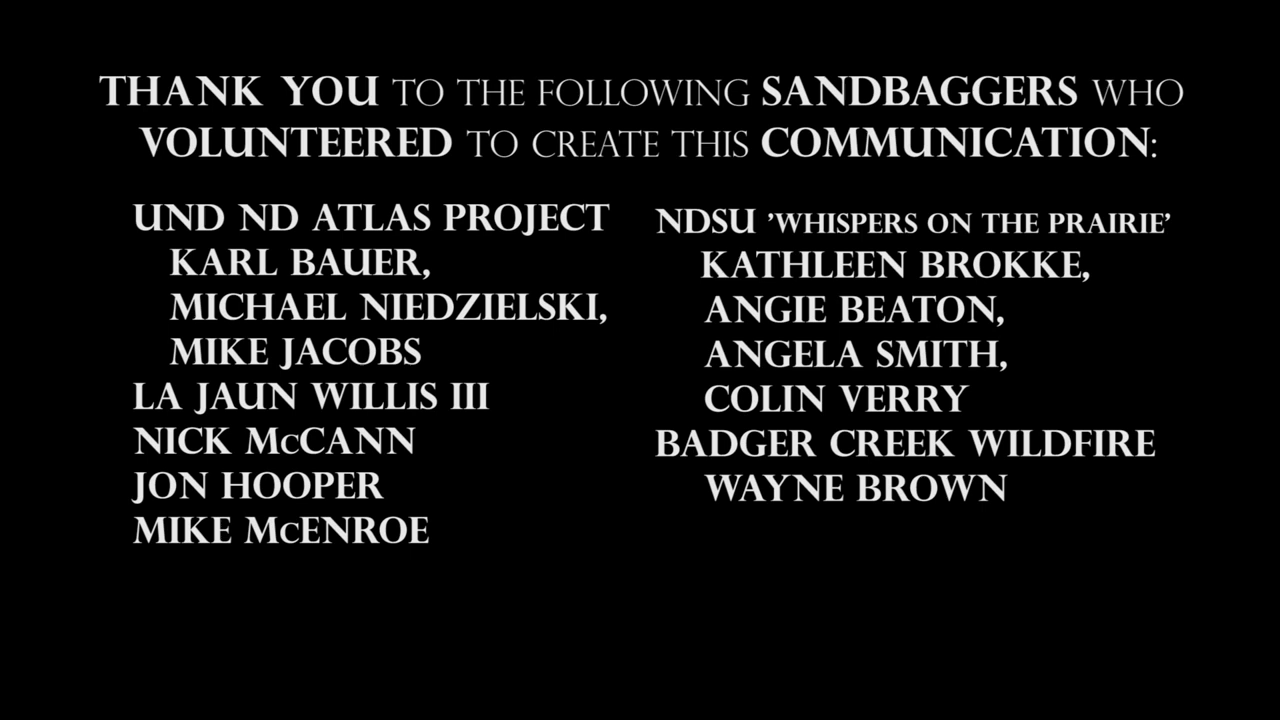 THANK YOU TO THE FOLLOWING SANDBAGGERS WHO
VOLUNTEERED TO CREATE THIS COMMUNICATION:
UND ND ATLAS PROJECT
KARL BAUER,
MICHAEL NIEDZIELSKI,
MIKE JACOBS
LA JAUN WILLIS III
NICK McCANN
JON HOOPER
MIKE McENROE
NDSU 'WHISPERS ON THE PRAIRIE'
KATHLEEN BROKKE,
ANGIE BEATON,
ANGELA SMITH,
COLIN VERRY
BADGER CREEK WILDFIRE
WAYNE BROWN